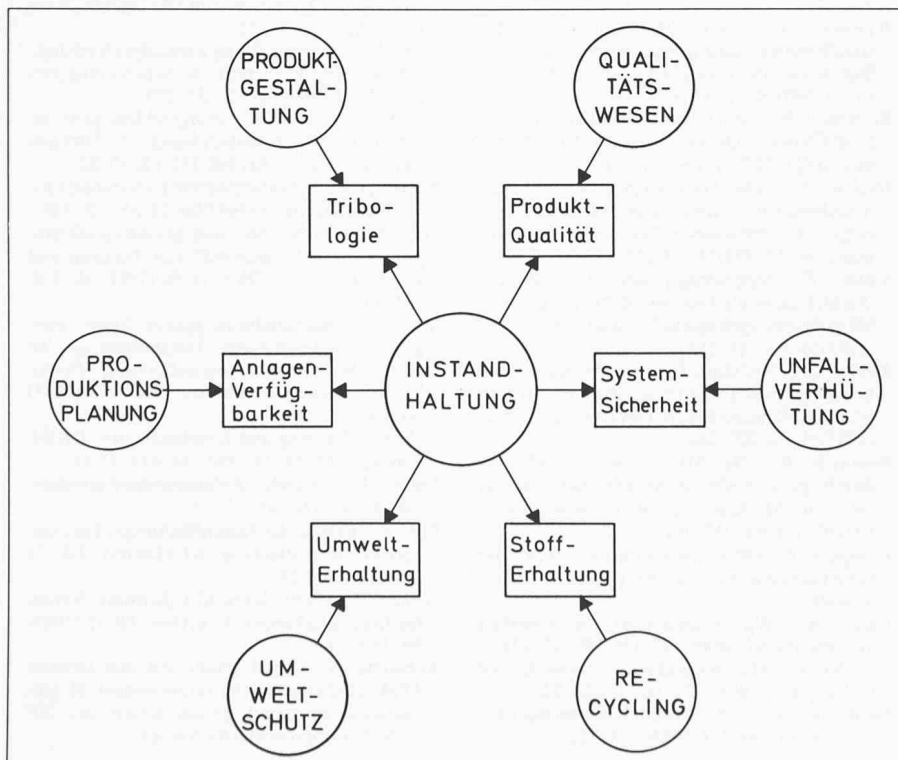 PRODUKT-
GESTAL-
TUNG
QUALI-
TÄTS-
WESEN
Tribo-
logie
Produkt-
Qualität
PRO-
DUKTIONS
PLANUNG
Anlagen-
Verfüg-
barkeit
INSTAND-
HALTUNG
System-
Sicherheit
UNFALL-
VERHÜ-
TUNG
Umwelt-
Erhaltung
Stoff-
Erhaltung
UM-
WELT-
SCHUTZ
RE-
CYCLING